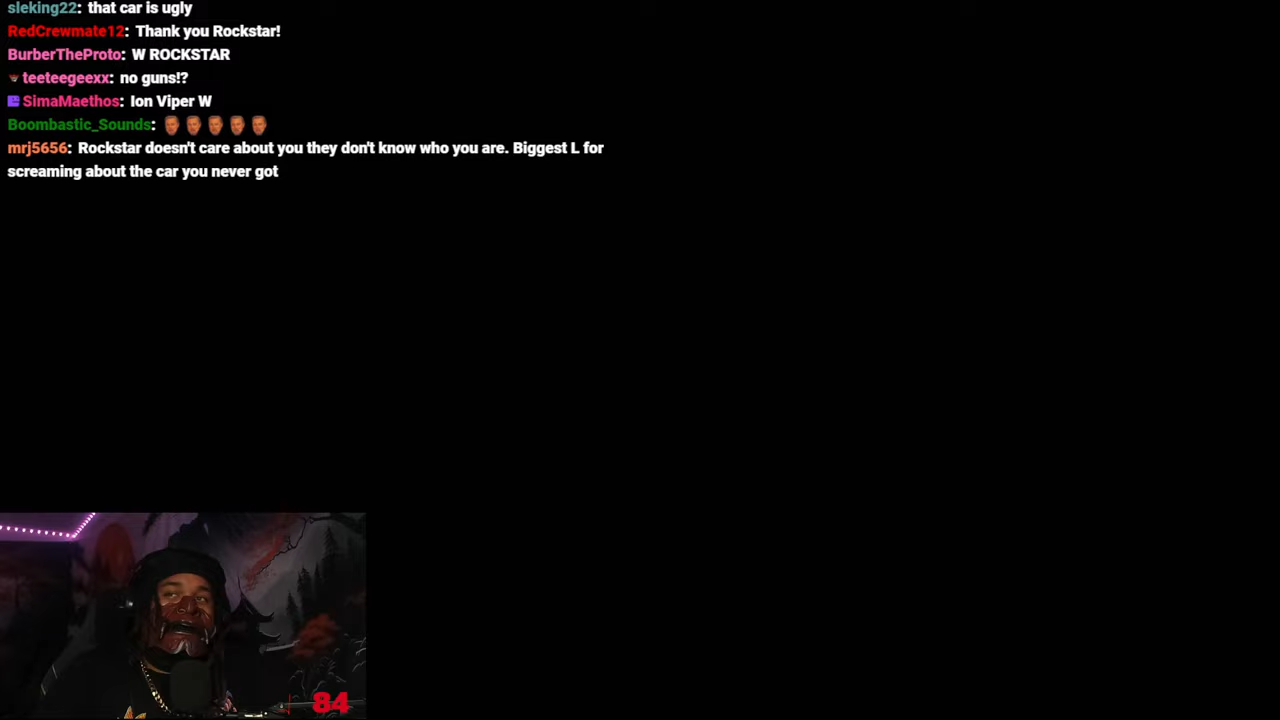 sleking22: that car is ugly
RedCrewmate12: Thank you Rockstar!
BurberTheProto: W ROCKSTAR
teeteegeexx: no guns!?
SimaMaethos: Ion Viper W
Boombastic_Sounds:
mrj5656: Rockstar doesn't care about you they don't know who you are. Biggest L for
screaming about the car you never got
84